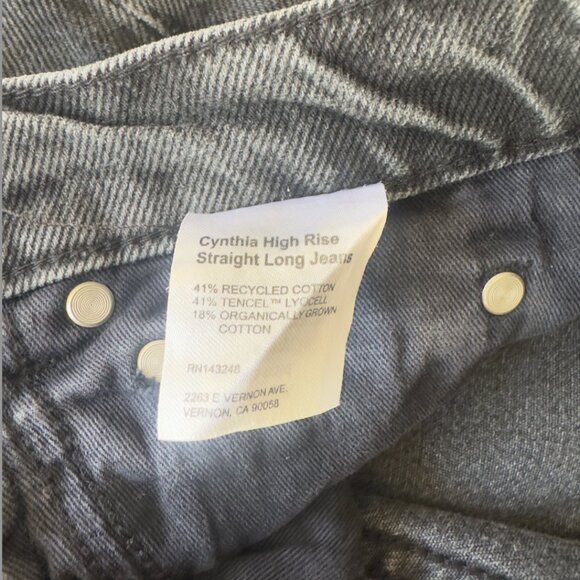 Cynthia High Rise
Straight Long Jeans
41% RECYCLED COTTON
41% TENCEL™ LYOCELL
18% ORGANICALLY GROWN
COTTON
RN143248
2263 E. VERNON AVE.
VERNON, CA 90058